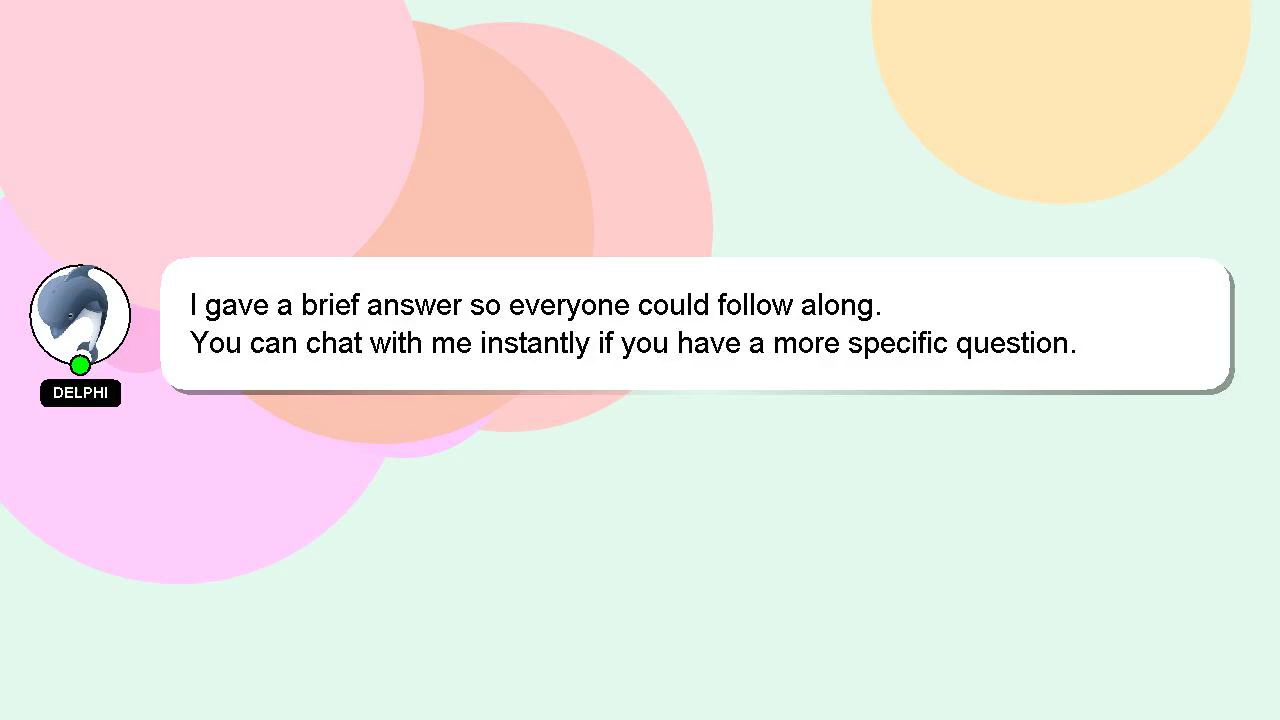 I gave a brief answer so everyone could follow along.
You can chat with me instantly if you have a more specific question.
DELPHI